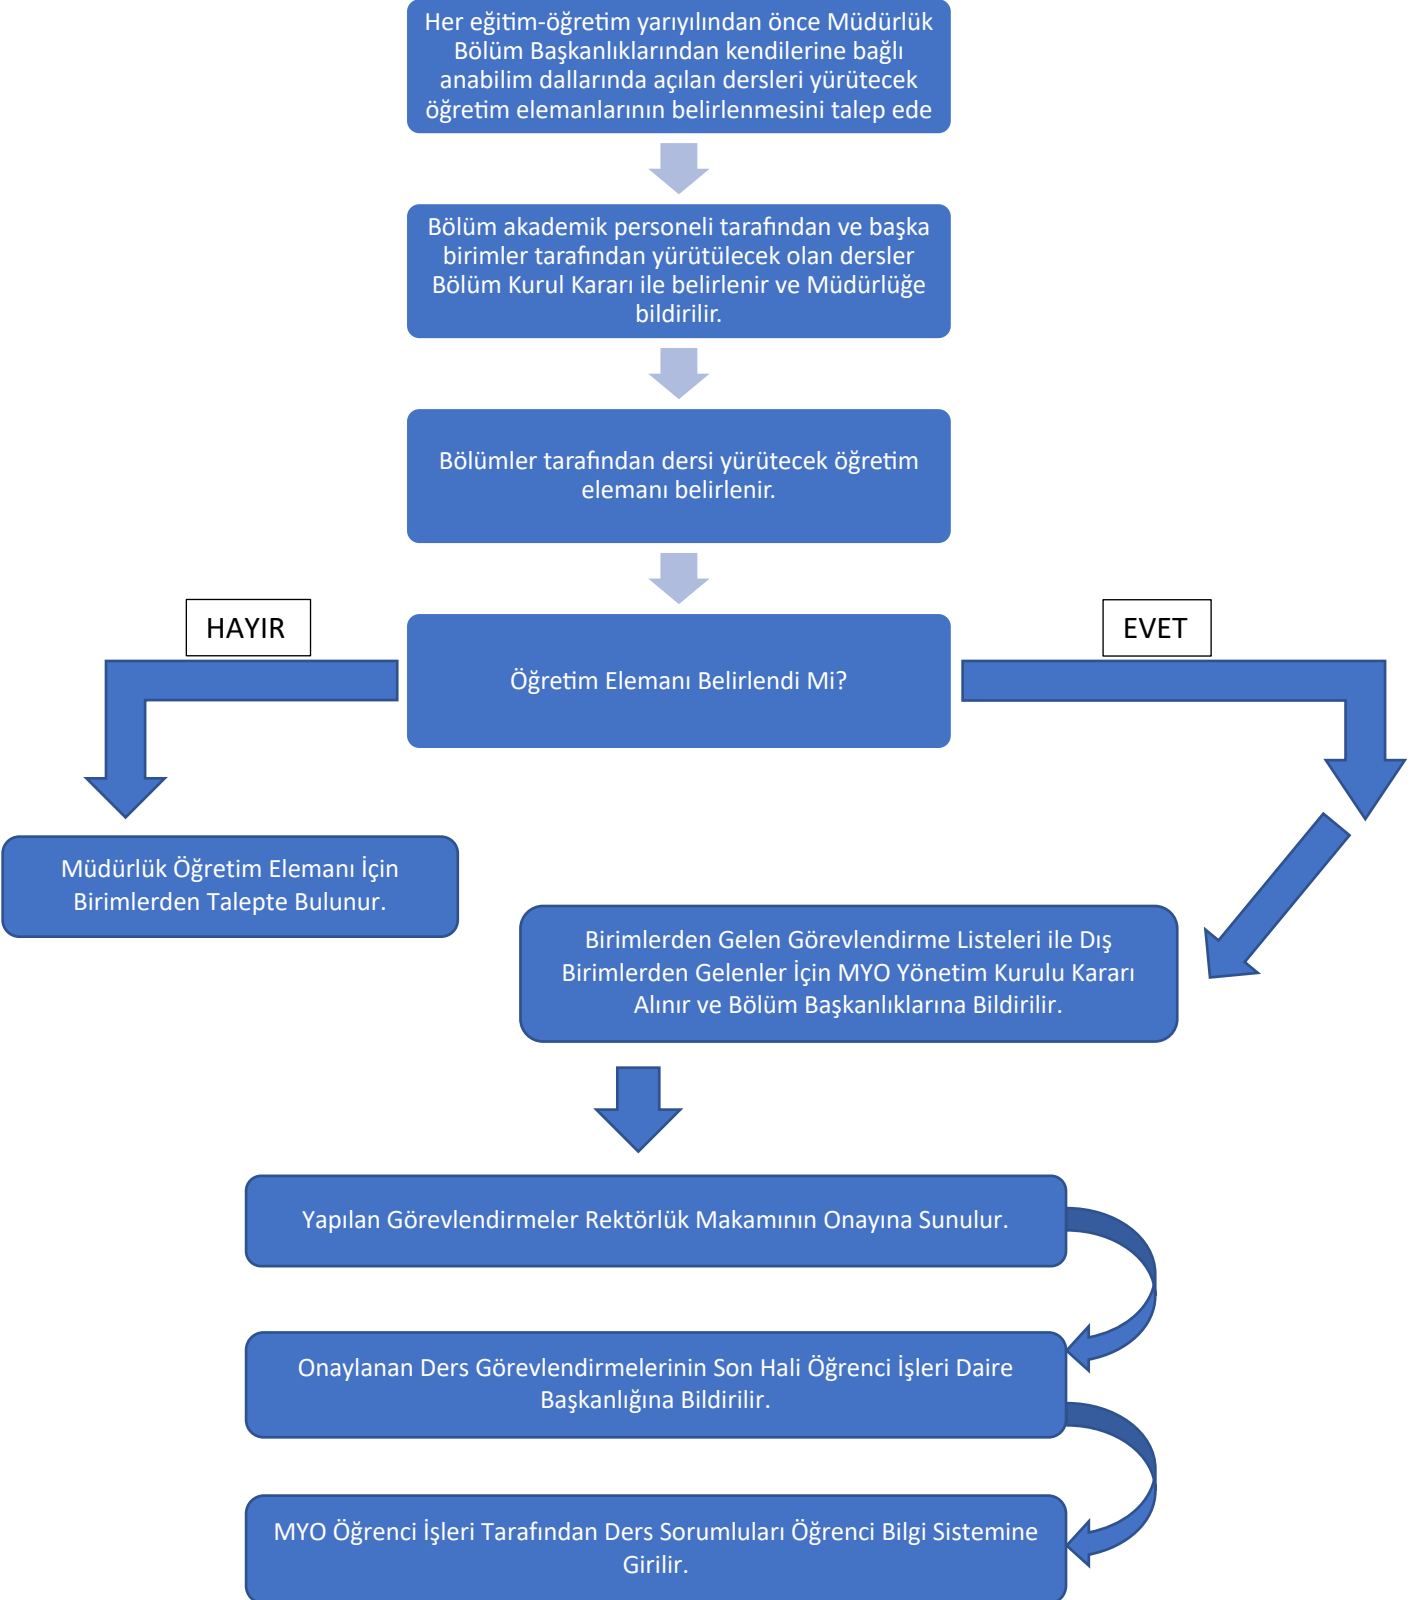 Her eğitim-öğretim yarıyılından önce Müdürlük
Bölüm Başkanlıklarından kendilerine bağlı
anabilim dallarında açılan dersleri yürütecek
öğretim elemanlarının belirlenmesini talep ede
Bölüm akademik personeli tarafından ve başka
birimler tarafından yürütülecek olan dersler
Bölüm Kurul Kararı ile belirlenir ve Müdürlüğe
bildirilir.
Bölümler tarafından dersi yürütecek öğretim
elemanı belirlenir.
HAYIR
EVET
Öğretim Elemanı Belirlendi Mi?
Müdürlük Öğretim Elemanı İçin
Birimlerden Talepte Bulunur.
Birimlerden Gelen Görevlendirme Listeleri ile Dış
Birimlerden Gelenler İçin MYO Yönetim Kurulu Kararı
Alınır ve Bölüm Başkanlıklarına Bildirilir.
Yapılan Görevlendirmeler Rektörlük Makamının Onayına Sunulur.
Onaylanan Ders Görevlendirmelerinin Son Hali Öğrenci İşleri Daire
Başkanlığına Bildirilir.
MYO Öğrenci İşleri Tarafından Ders Sorumluları Öğrenci Bilgi Sistemine
Girilir.